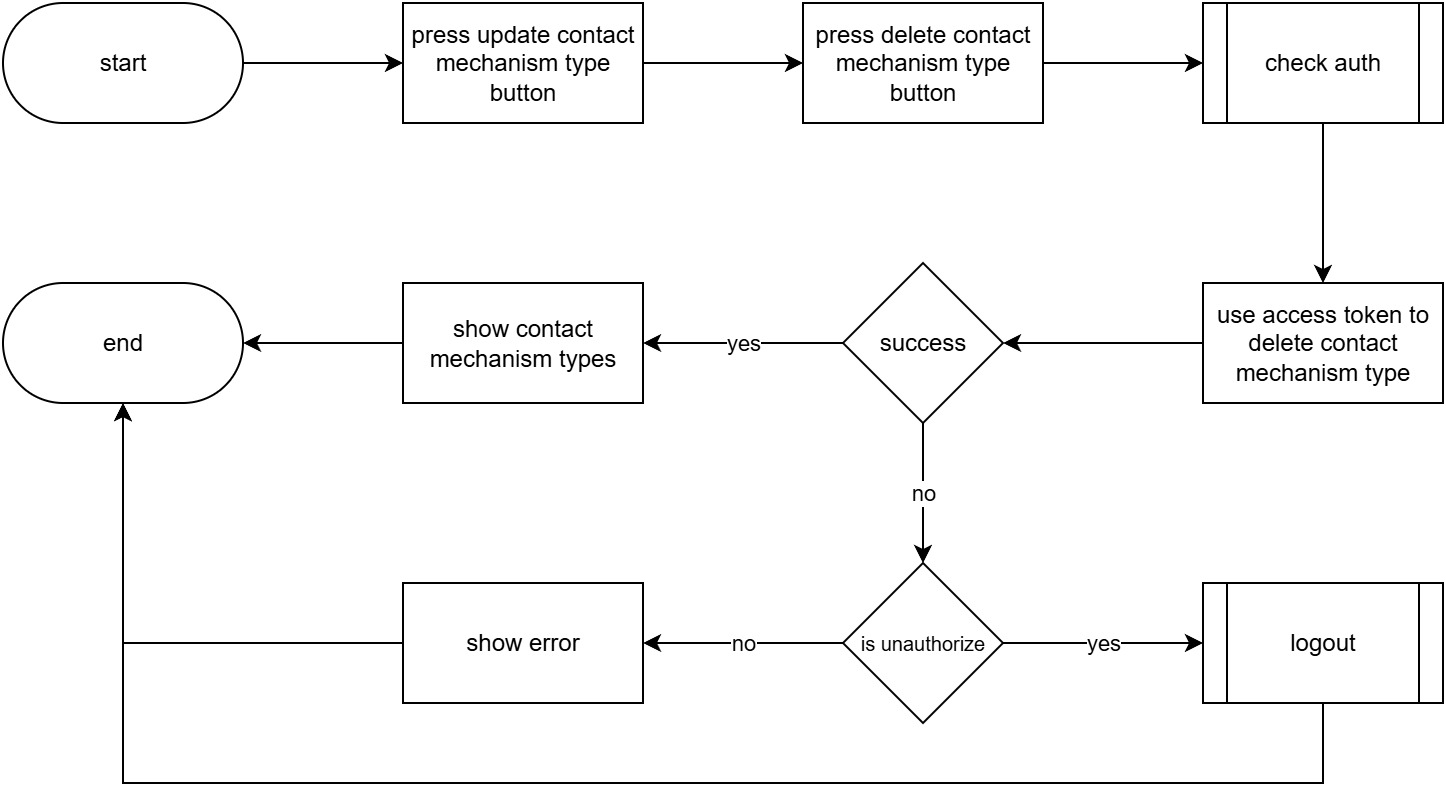 start
press update contact
mechanism type
button
press delete contact
mechanism type
button
check auth
end
show contact
mechanism types
yes
success
use access token to
delete contact
mechanism type
no
show error
no
is unauthorize
yes
logout